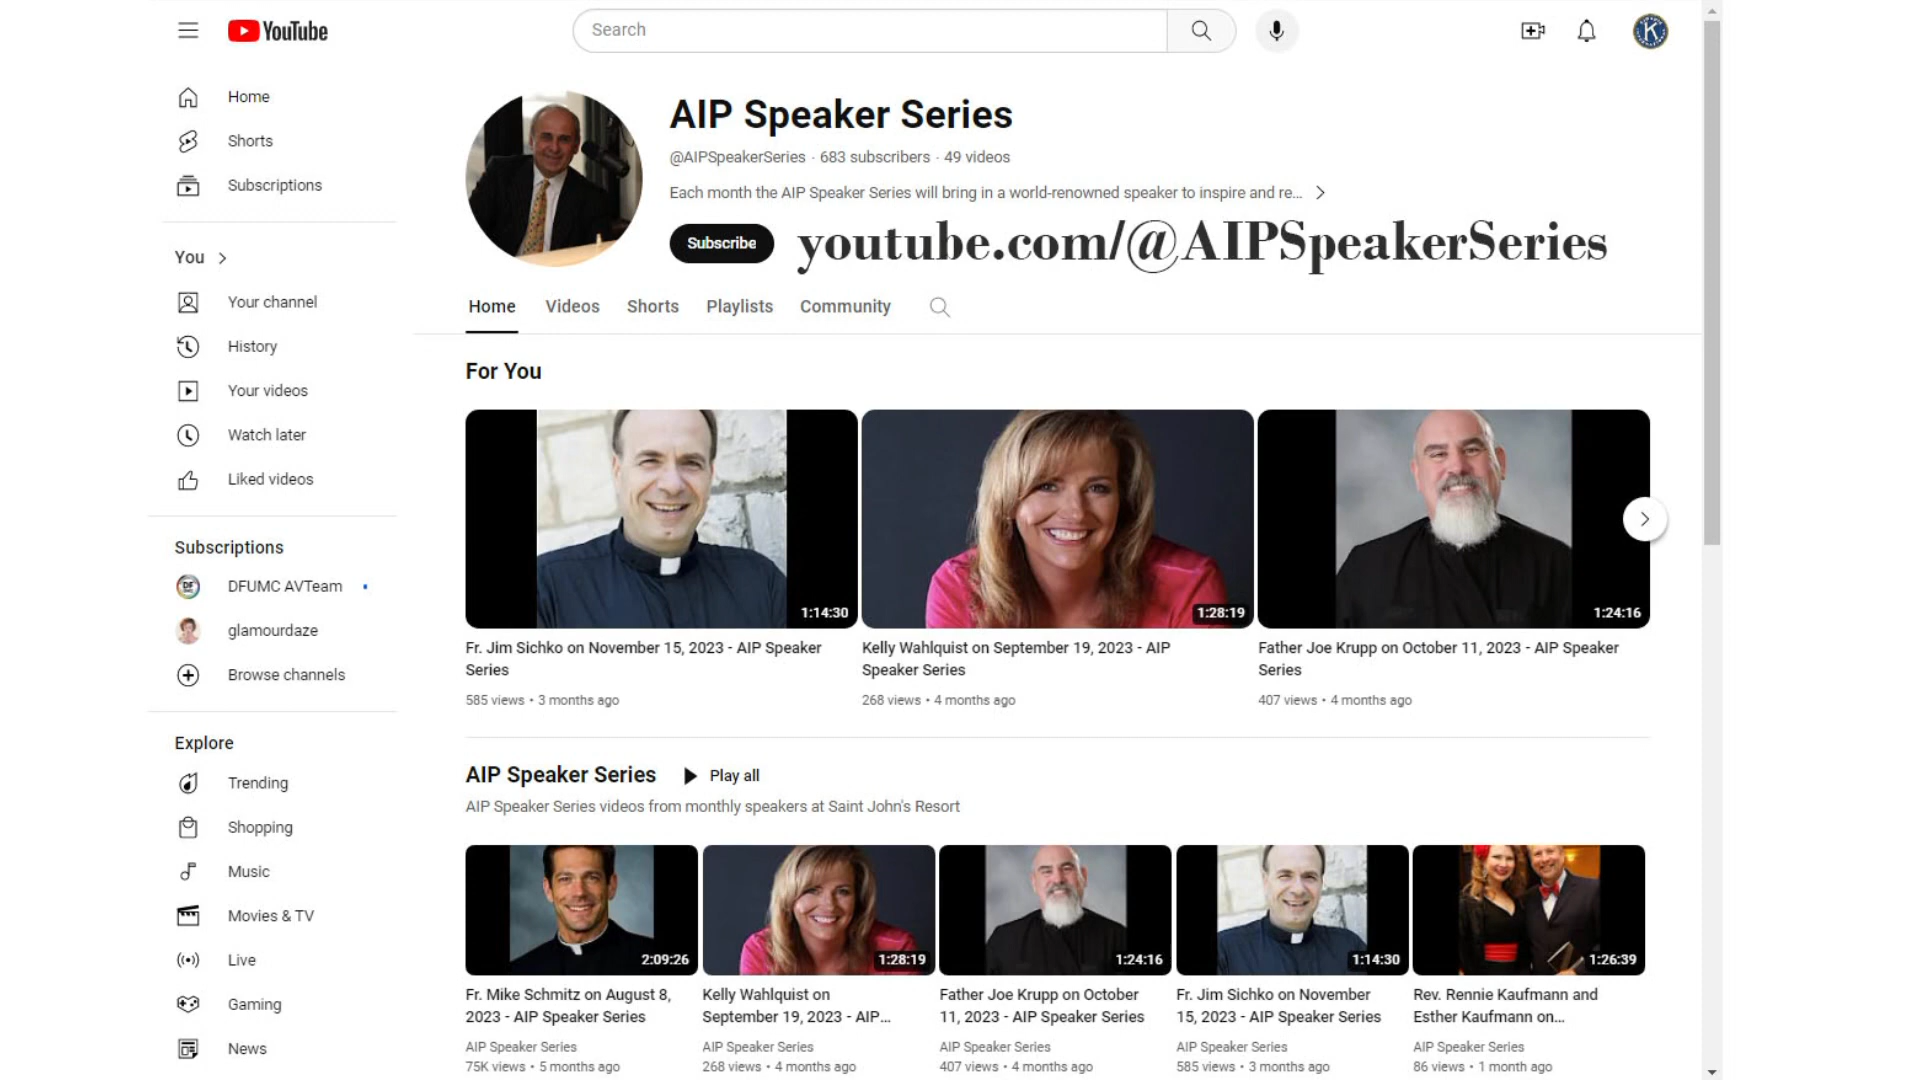 YouTube
Search
Home
Shorts
Subscriptions
You
Your channel
History
Your videos
Watch later
Liked videos
Subscriptions
DFUMC AVTeam
glamourdaze
Browse channels
Explore
Trending
Shopping
Music
Movies & TV
Live
Gaming
News
AIP Speaker Series
@AIPSpeakerSeries · 683 subscribers · 49 videos
Each month the AIP Speaker Series will bring in a world-renowned speaker to inspire and re...
Subscribe
youtube.com/@AIPSpeakerSeries
Home Videos Shorts Playlists Community
For You
1:14:30
Fr. Jim Sichko on November 15, 2023 - AIP Speaker
Series
585 views • 3 months ago
1:28:19
Kelly Wahlquist on September 19, 2023 - AIP
Speaker Series
268 views • 4 months ago
1:24:16
Father Joe Krupp on October 11, 2023 - AIP Speaker
Series
407 views • 4 months ago
AIP Speaker Series Play all
AIP Speaker Series videos from monthly speakers at Saint John's Resort
2:09:26
Fr. Mike Schmitz on August 8,
2023 - AIP Speaker Series
AIP Speaker Series
75K views • 5 months ago
1:28:19
Kelly Wahlquist on
September 19, 2023 - AIP...
AIP Speaker Series
268 views • 4 months ago
1:24:16
Father Joe Krupp on October
11, 2023 - AIP Speaker Series
AIP Speaker Series
407 views • 4 months ago
1:14:30
Fr. Jim Sichko on November
15, 2023 - AIP Speaker Series
AIP Speaker Series
585 views • 3 months ago
1:26:39
Rev. Rennie Kaufmann and
Esther Kaufmann on...
AIP Speaker Series
86 views • 1 month ago